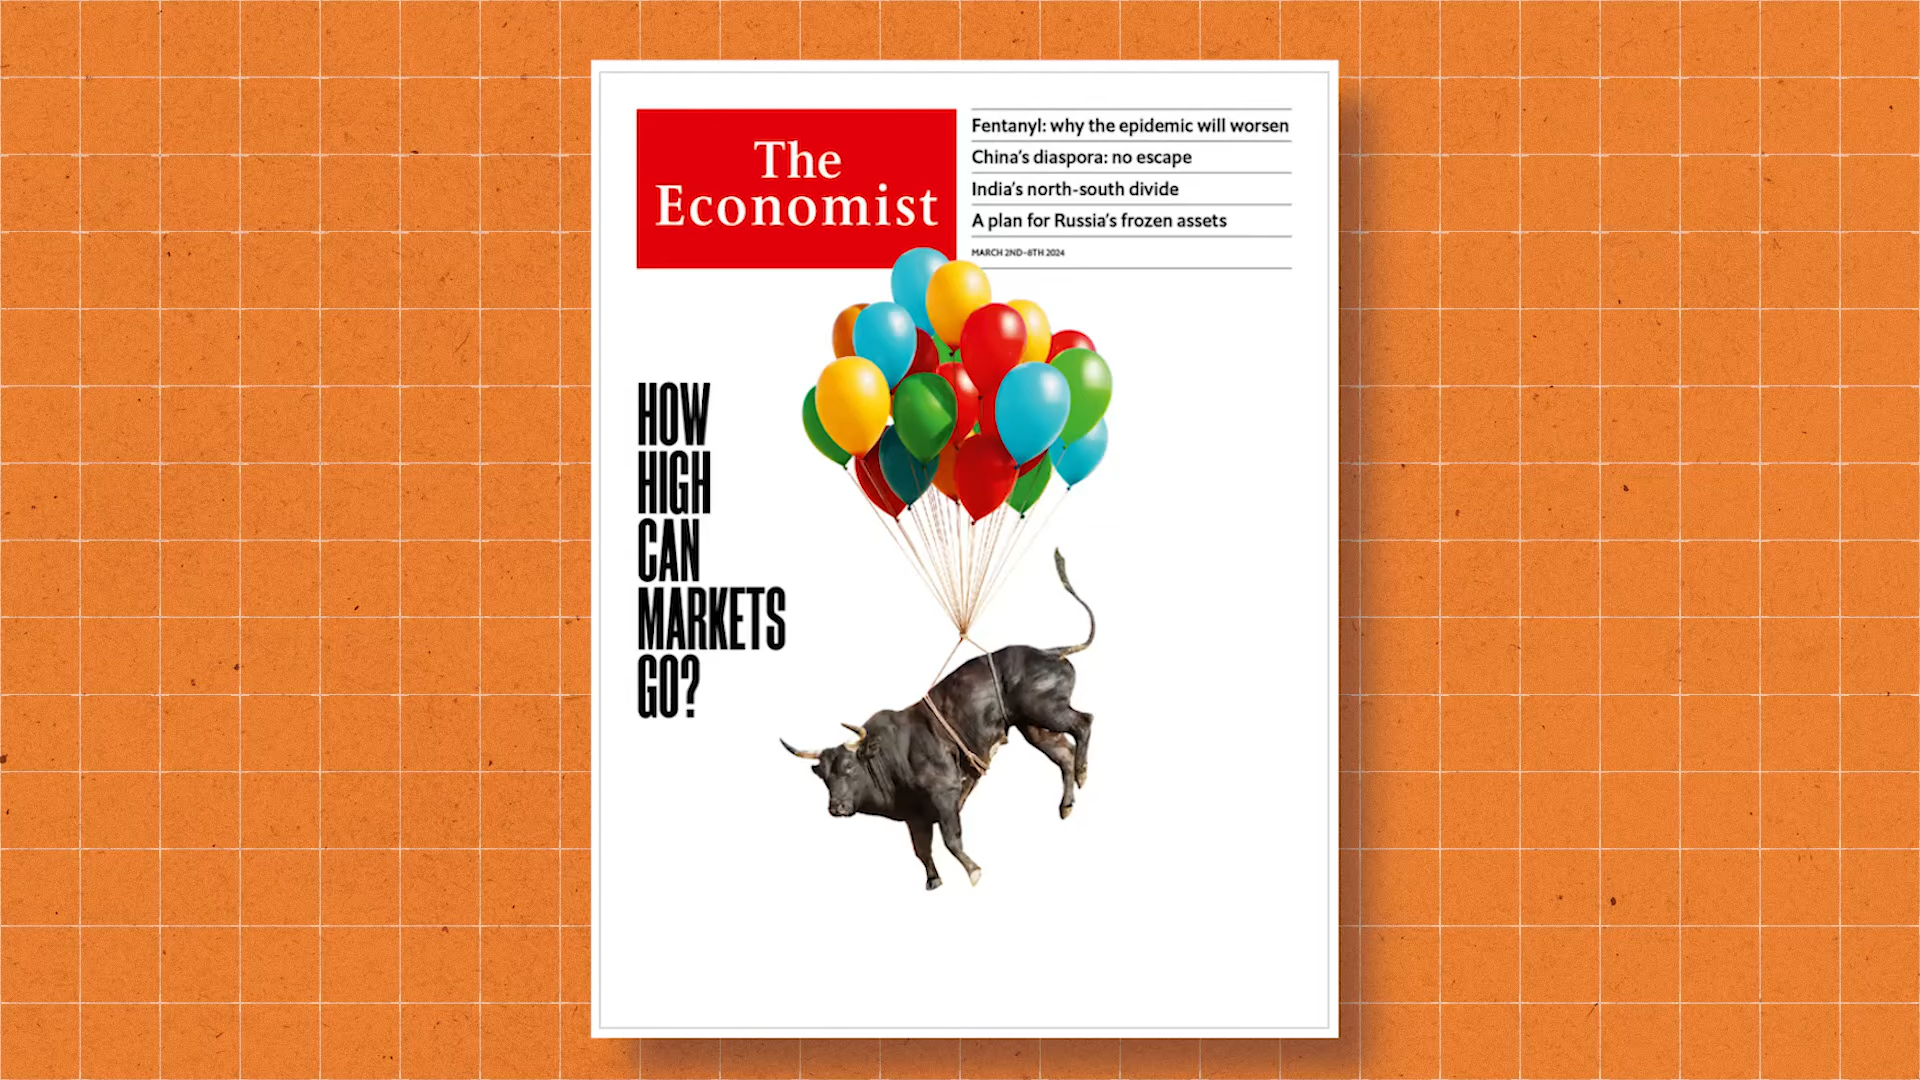 The
Economist
Fentanyl: why the epidemic will worsen
China's diaspora: no escape
India's north-south divide
A plan for Russia's frozen assets
MARCH 2ND–8TH 2024
HOW
HIGH
CAN
MARKETS
GO?